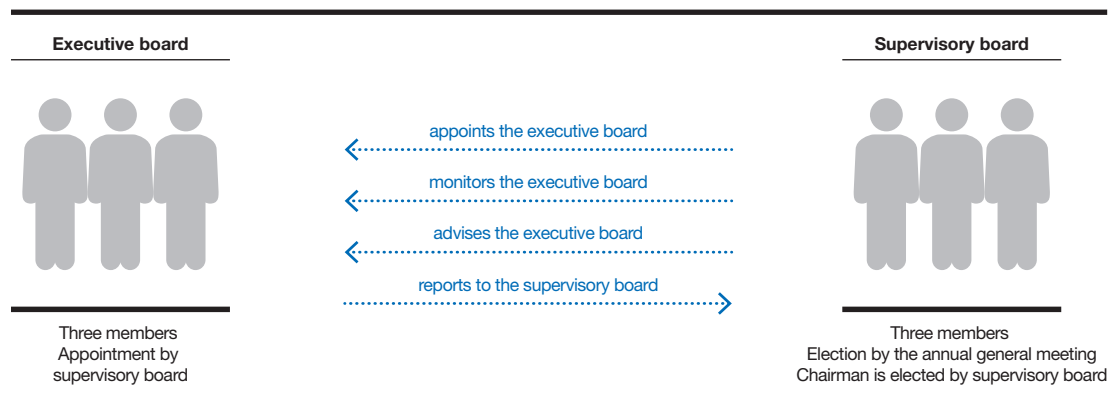 Executive board
Supervisory board
appoints the executive board
monitors the executive board
advises the executive board
reports to the supervisory board
Three members
Appointment by
supervisory board
Three members
Election by the annual general meeting
Chairman is elected by supervisory board